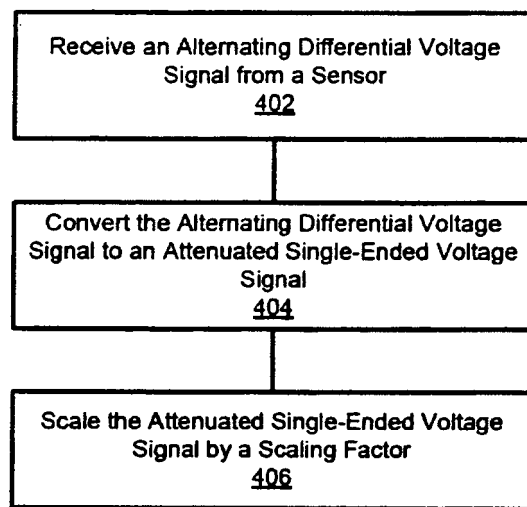 Receive an Alternating Differential Voltage
Signal from a Sensor
402
Convert the Alternating Differential Voltage
Signal to an Attenuated Single-Ended Voltage
Signal
404
Scale the Attenuated Single-Ended Voltage
Signal by a Scaling Factor
406